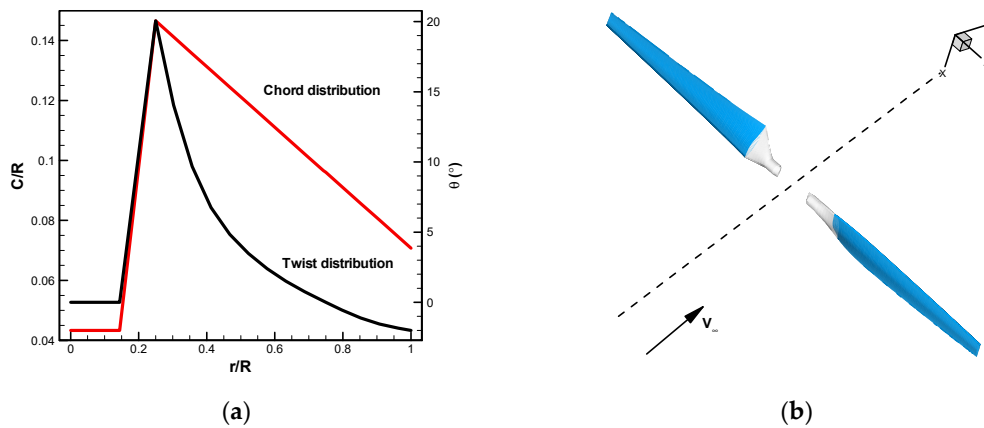 0.14
0.12
0.1
0.08
0.06
0.04
C/R
0
0.2
0.4
0.6
0.8
1
r/R
20
15
20
5
0
θ (°)
Chord distribution
Twist distribution
(a)
x
V∞
(b)